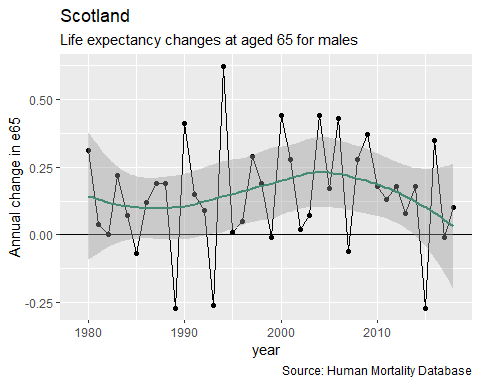 Scotland
Life expectancy changes at aged 65 for males
Annual change in e65
0.50
0.25
0.00
-0.25
1980 1990 2000 2010
year
Source: Human Mortality Database